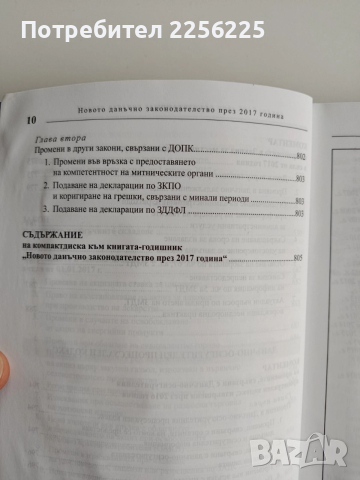 Потребител 2256225
10
Новото данъчно законодателство през 2017 година
Глава втора
Промени в други закони, свързани с ДОПК.......802
1. Промени във връзка с предоставянето
на компетентност на митническите органи.......803
2. Подаване на декларации по ЗКПО
и коригиране на грешки, свързани с минали периоди.......803
3. Подаване на декларации по ЗДДФЛ.......803
СЪДЪРЖАНИЕ
на компактдиска към книгата-годишник
„Новото данъчно законодателство през 2017 година“.......805
BAZAR